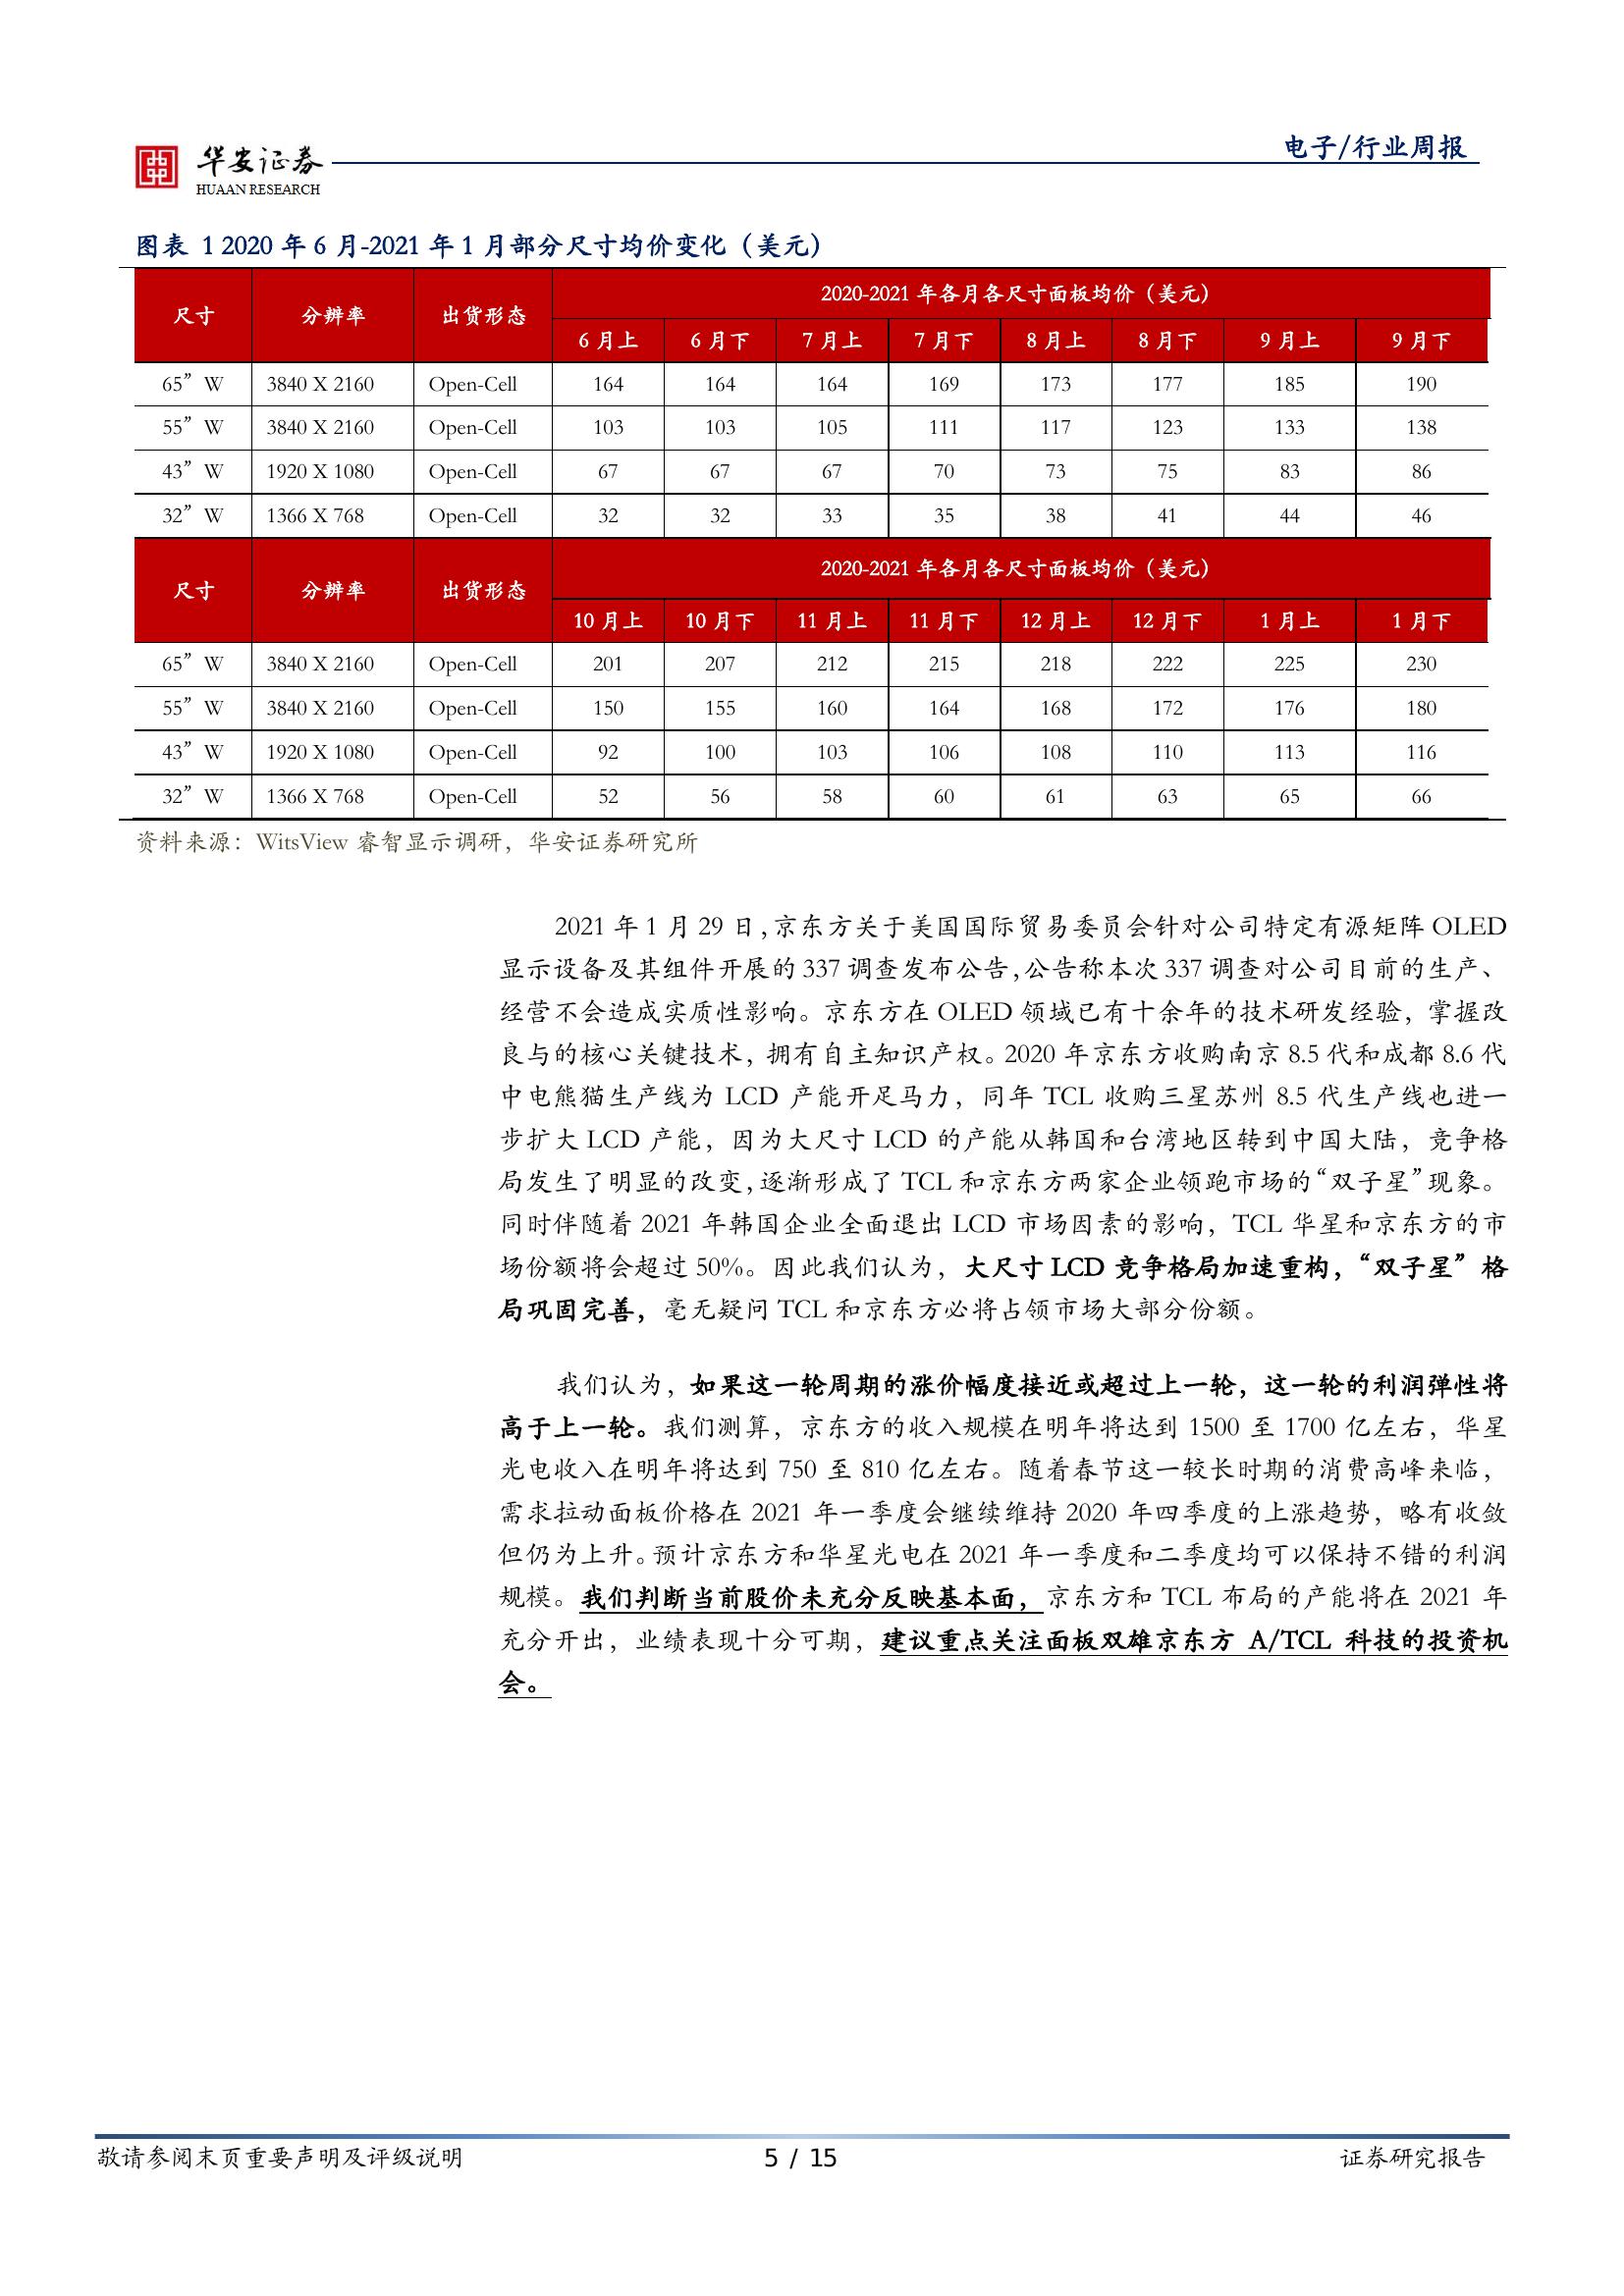 华安证券
HUAAN RESEARCH
电子/行业周报
图表 1 2020 年 6 月-2021 年 1 月部分尺寸均价变化（美元）
尺寸 分辨率 出货形态 2020-2021 年各月各尺寸面板均价（美元）
6 月上 6 月下 7 月上 7 月下 8 月上 8 月下 9 月上 9 月下
65” W 3840 X 2160 Open-Cell 164 164 164 169 173 177 185 190
55” W 3840 X 2160 Open-Cell 103 103 105 111 117 123 133 138
43” W 1920 X 1080 Open-Cell 67 67 67 70 73 75 83 86
32” W 1366 X 768 Open-Cell 32 32 33 35 38 41 44 46
尺寸 分辨率 出货形态 2020-2021 年各月各尺寸面板均价（美元）
10 月上 10 月下 11 月上 11 月下 12 月上 12 月下 1 月上 1 月下
65” W 3840 X 2160 Open-Cell 201 207 212 215 218 222 225 230
55” W 3840 X 2160 Open-Cell 150 155 160 164 168 172 176 180
43” W 1920 X 1080 Open-Cell 92 100 103 106 108 110 113 116
32” W 1366 X 768 Open-Cell 52 56 58 60 61 63 65 66
资料来源：WitsView 睿智显示调研，华安证券研究所
2021 年 1 月 29 日，京东方关于美国国际贸易委员会针对公司特定有源矩阵 OLED
显示设备及其组件开展的 337 调查发布公告，公告称本次 337 调查对公司目前的生产、
经营不会造成实质性影响。京东方在 OLED 领域已有十余年的技术研发经验，掌握改
良与的核心关键技术，拥有自主知识产权。2020 年京东方收购南京 8.5 代和成都 8.6 代
中电熊猫生产线为 LCD 产能开足马力，同年 TCL 收购三星苏州 8.5 代生产线也进一
步扩大 LCD 产能，因为大尺寸 LCD 的产能从韩国和台湾地区转到中国大陆，竞争格
局发生了明显的改变，逐渐形成了 TCL 和京东方两家企业领跑市场的“双子星”现象。
同时伴随着 2021 年韩国企业全面退出 LCD 市场因素的影响，TCL 华星和京东方的市
场份额将会超过 50%。因此我们认为，大尺寸 LCD 竞争格局加速重构，“双子星”格
局巩固完善，毫无疑问 TCL 和京东方必将占领市场大部分份额。
我们认为，如果这一轮周期的涨价幅度接近或超过上一轮，这一轮的利润弹性将
高于上一轮。我们测算，京东方的收入规模在明年将达到 1500 至 1700 亿左右，华星
光电收入在明年将达到 750 至 810 亿左右。随着春节这一较长时期的消费高峰来临，
需求拉动面板价格在 2021 年一季度会继续维持 2020 年四季度的上涨趋势，略有收敛
但仍为上升。预计京东方和华星光电在 2021 年一季度和二季度均可以保持不错的利润
规模。我们判断当前股价未充分反映基本面，京东方和 TCL 布局的产能将在 2021 年
充分开出，业绩表现十分可期，建议重点关注面板双雄京东方 A/TCL 科技的投资机
会。
敬请参阅末页重要声明及评级说明 5 / 15 证券研究报告